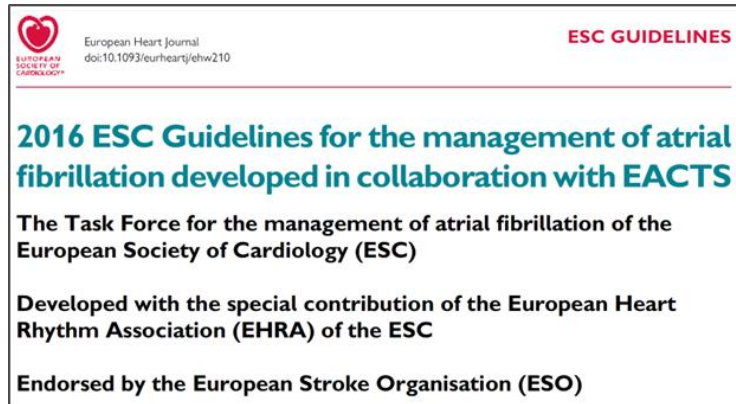 European Heart Journal
doi:10.1093/eurheartj/ehw210
EUROPEAN
SOCIETY OF
CARDIOLOGY®
ESC GUIDELINES
2016 ESC Guidelines for the management of atrial
fibrillation developed in collaboration with EACTS
The Task Force for the management of atrial fibrillation of the
European Society of Cardiology (ESC)
Developed with the special contribution of the European Heart
Rhythm Association (EHRA) of the ESC
Endorsed by the European Stroke Organisation (ESO)